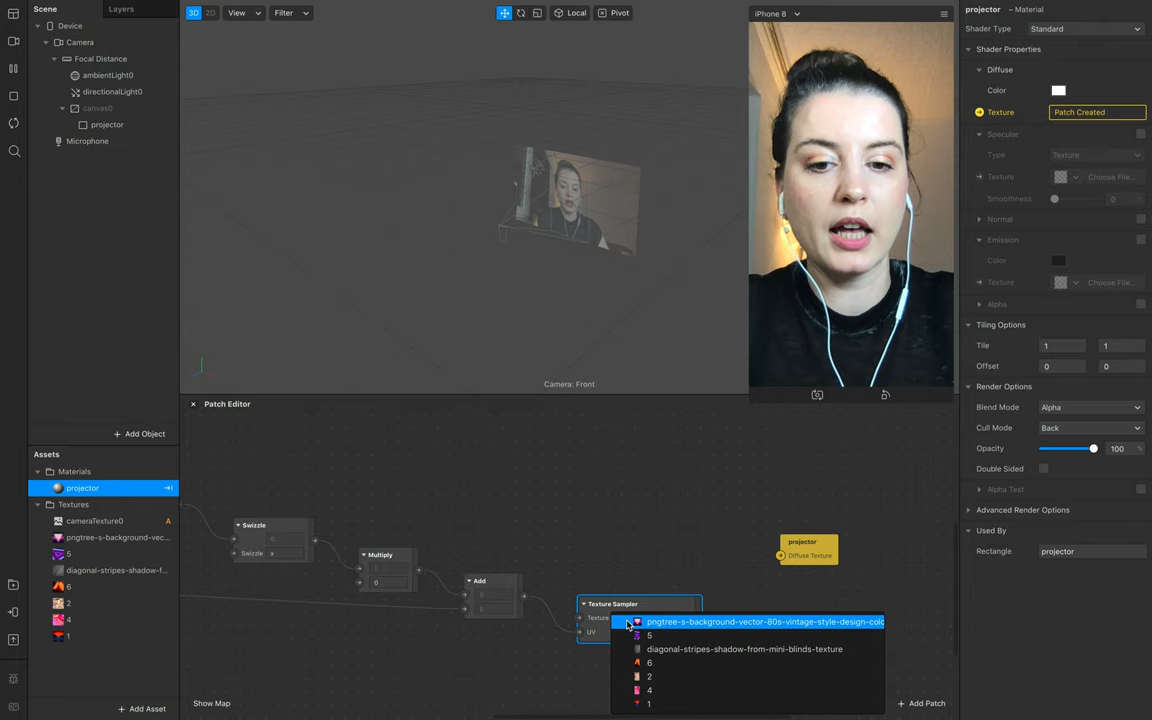 Scene
Layers
Device
Camera
Focal Distance
ambientLight0
directionalLight0
canvas0
projector
Microphone
+ Add Object
Assets
Materials
projector
Textures
cameraTexture0 A
pngtree-s-background-vec...
5
diagonal-stripes-shadow-f...
6
2
4
1
+ Add Asset
3D 2D View Filter
Local Pivot
Camera: Front
iPhone 8
Patch Editor
Swizzle
0
Swizzle x
Multiply
0
Add
0
0
Texture Sampler
Texture
UV
pngtree-s-background-vector-80s-vintage-style-design-colo
5
diagonal-stripes-shadow-from-mini-blinds-texture
6
2
4
1
projector
Diffuse Texture
Show Map
+ Add Patch
projector – Material
Shader Type Standard
Shader Properties
Diffuse
Color
Texture Patch Created
Specular
Type Texture
Texture Choose File...
Smoothness 0
Normal
Emission
Color
Texture Choose File...
Alpha
Tiling Options
Tile 1 1
Offset 0 0
Render Options
Blend Mode Alpha
Cull Mode Back
Opacity 100 %
Double Sided
Alpha Test
Advanced Render Options
Used By
Rectangle projector